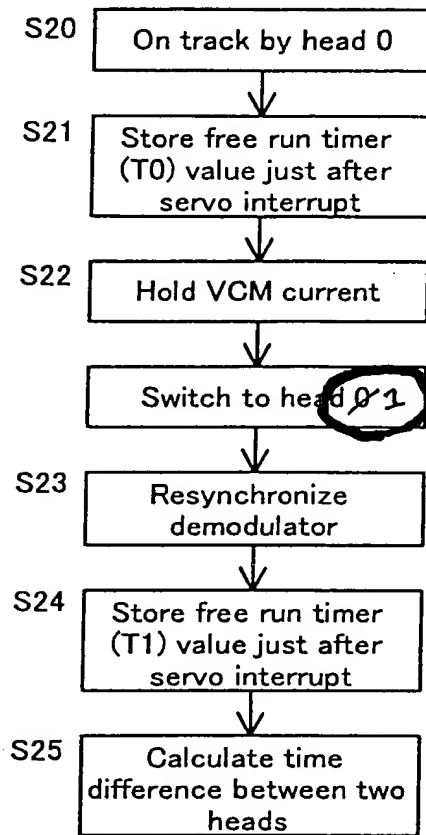 S20
On track by head 0
S21
Store free run timer
(T0) value just after
servo interrupt
S22
Hold VCM current
Switch to head 0 1
S23
Resynchronize
demodulator
S24
Store free run timer
(T1) value just after
servo interrupt
S25
Calculate time
difference between two
heads